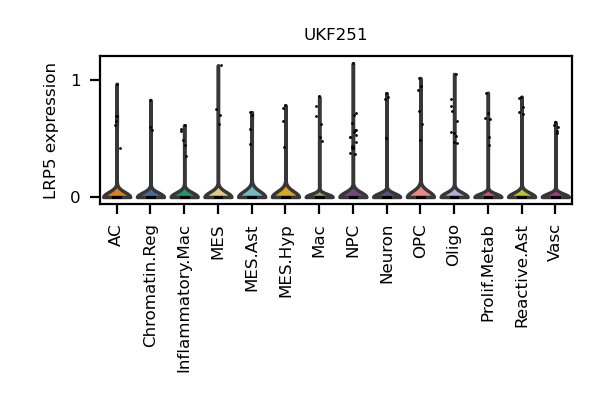 UKF251
LRP5 expression
1
0
AC
Chromatin.Reg
Inflammatory.Mac
MES
MES.Ast
MES.Hyp
Mac
NPC
Neuron
OPC
Oligo
Prolif.Metab
Reactive.Ast
Vasc